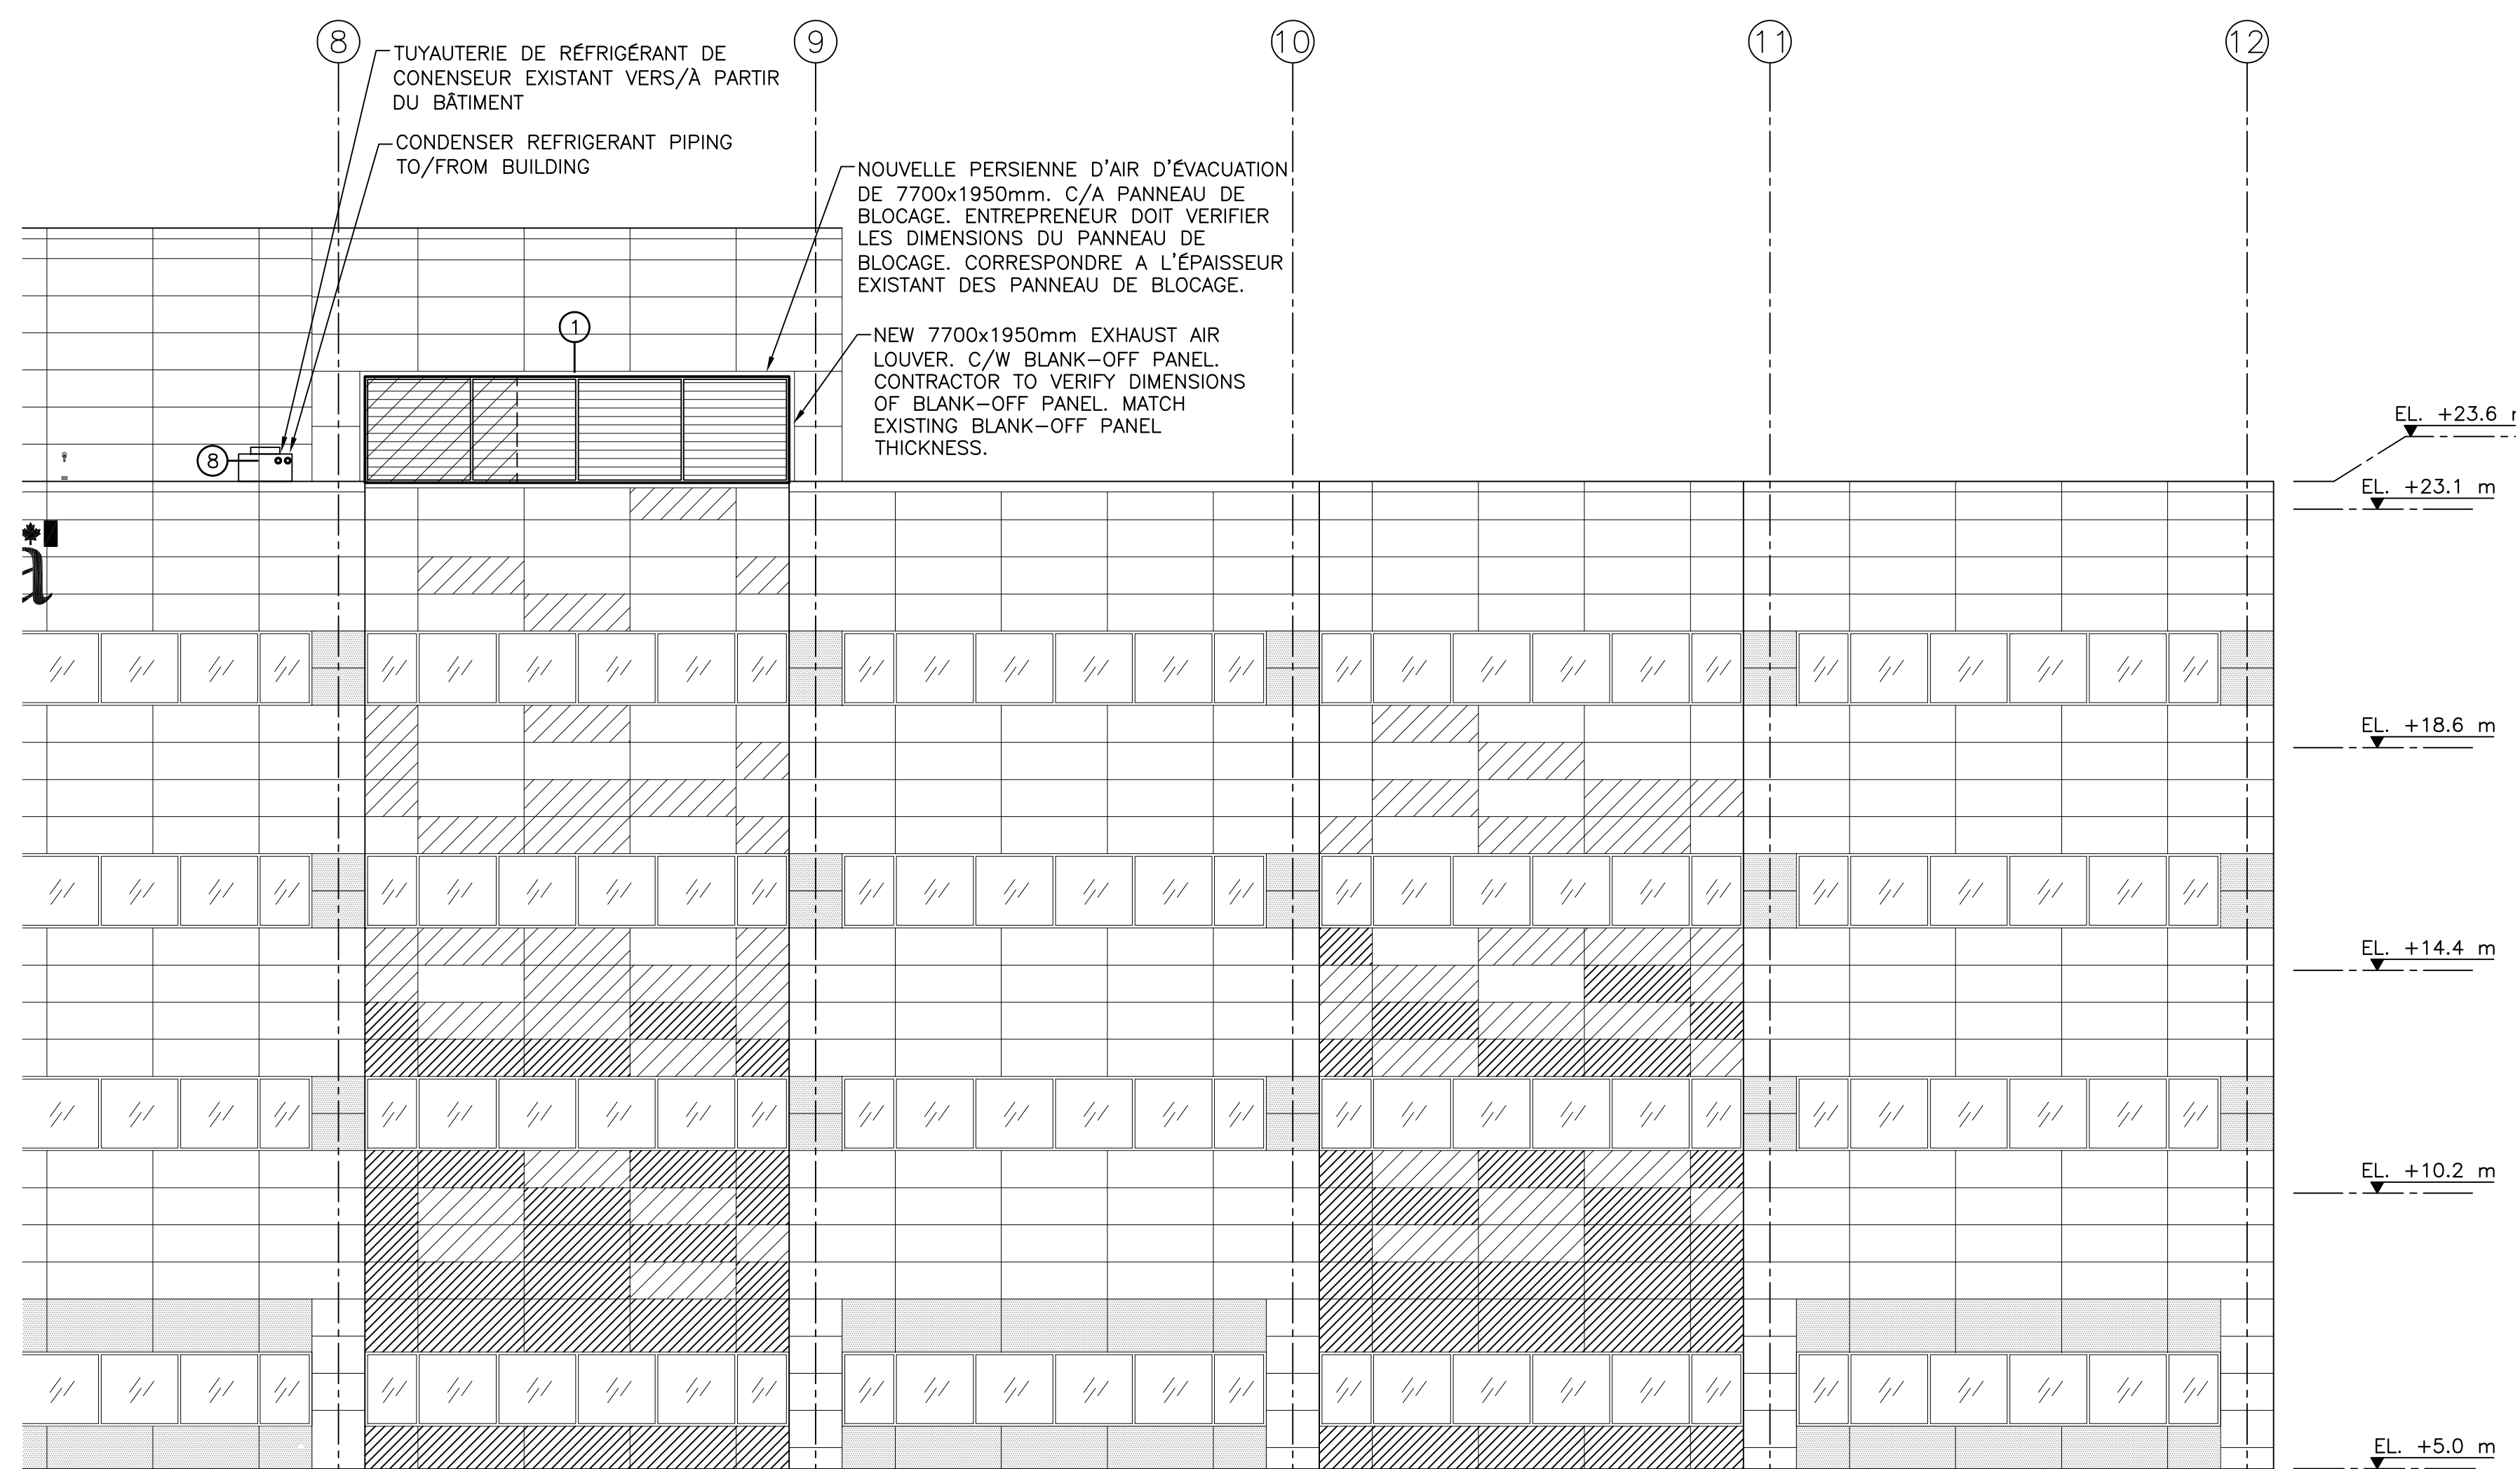 8
9
10
11
12
TUYAUTERIE DE RÉFRIGÉRANT DE
CONENSEUR EXISTANT VERS/À PARTIR
DU BÂTIMENT
CONDENSER REFRIGERANT PIPING
TO/FROM BUILDING
NOUVELLE PERSIENNE D'AIR D'ÉVACUATION
DE 7700x1950mm. C/A PANNEAU DE
BLOCAGE. ENTREPRENEUR DOIT VERIFIER
LES DIMENSIONS DU PANNEAU DE
BLOCAGE. CORRESPONDRE A L'ÉPAISSEUR
EXISTANT DES PANNEAU DE BLOCAGE.
NEW 7700x1950mm EXHAUST AIR
LOUVER. C/W BLANK-OFF PANEL.
CONTRACTOR TO VERIFY DIMENSIONS
OF BLANK-OFF PANEL. MATCH
EXISTING BLANK-OFF PANEL
THICKNESS.
1
8
a
EL. +23.6
EL. +23.1 m
EL. +18.6 m
EL. +14.4 m
EL. +10.2 m
EL. +5.0 m